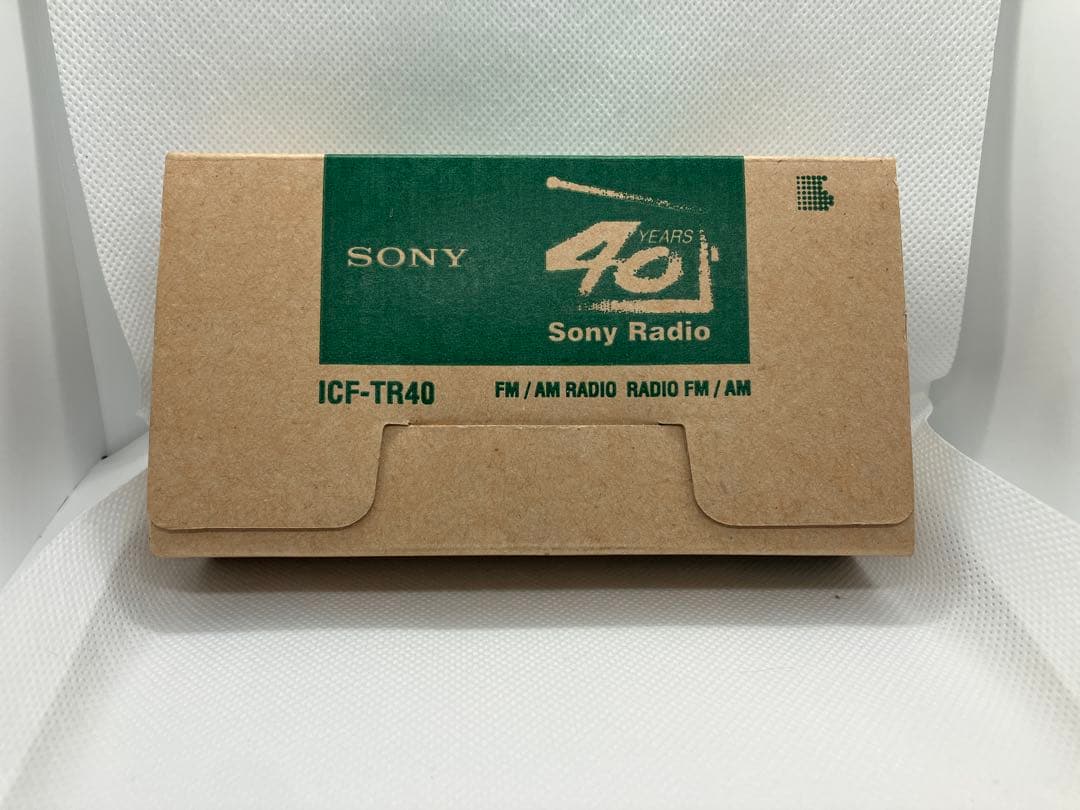 SONY
40 YEARS
Sony Radio
ICF-TR40
FM / AM RADIO RADIO FM / AM